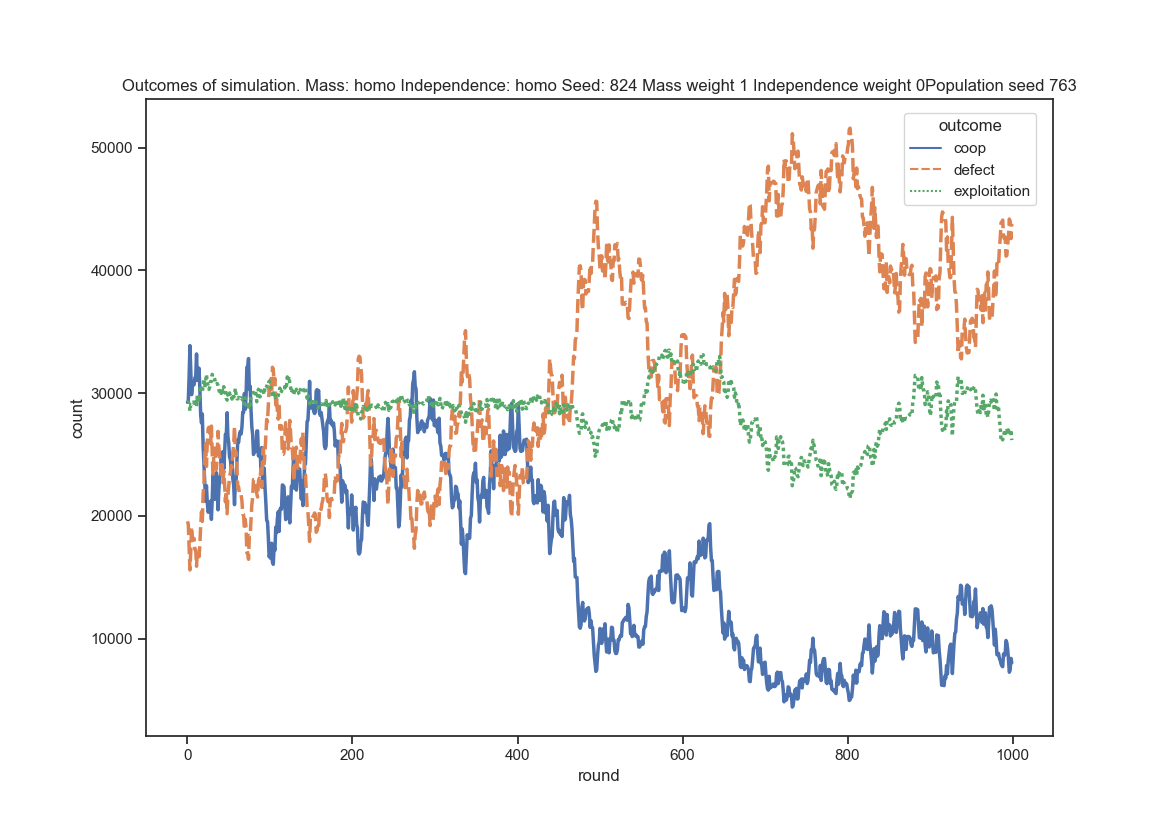 Outcomes of simulation. Mass: homo Independence: homo Seed: 824 Mass weight 1 Independence weight 0Population seed 763
outcome
coop
defect
exploitation
50000
40000
30000
20000
10000
count
0 200 400 600 800 1000
round